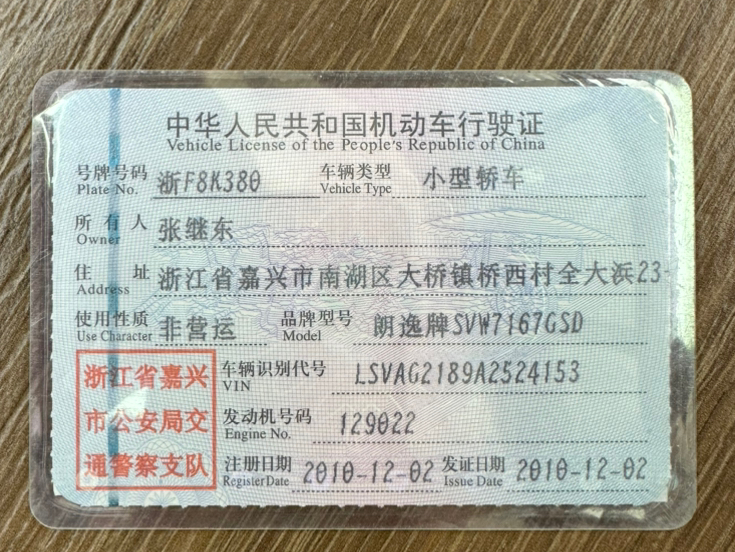 中华人民共和国机动车行驶证
Vehicle License of the People's Republic of China
号牌号码 浙F8K380 车辆类型 小型轿车
Plate No. Vehicle Type
所有人 张继东
Owner
住址 浙江省嘉兴市南湖区大桥镇桥西村全大浜23-
Address
使用性质 非营运 品牌型号 朗逸牌SVW7167GSD
Use Character Model
浙江省嘉兴
市公安局交
通警察支队
车辆识别代号 LSVAG2189A2524153
VIN
发动机号码 129022
Engine No.
注册日期 2010-12-02 发证日期 2010-12-02
Register Date Issue Date